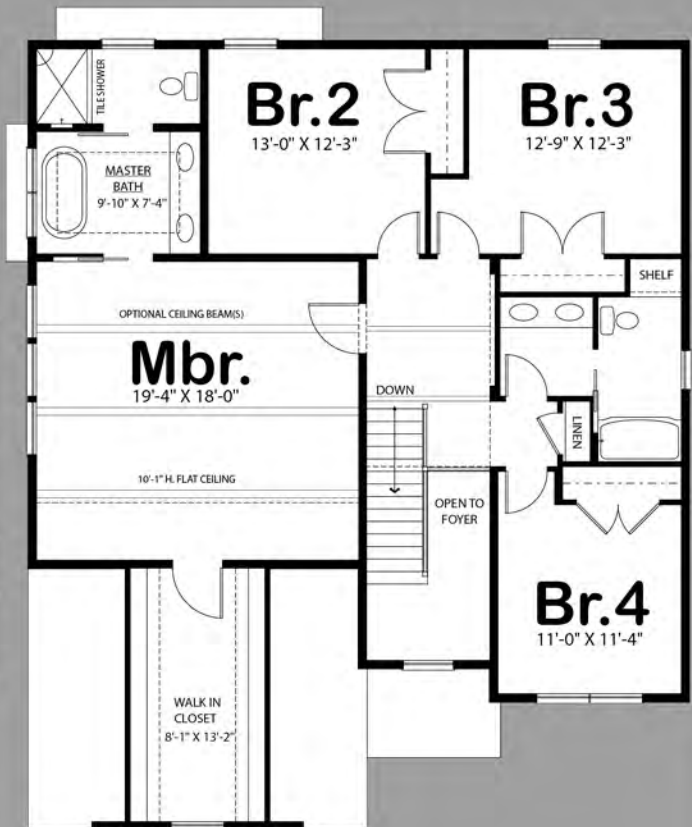 TILE SHOWER
Br.2
13'-0" X 12'-3"
Br.3
12'-9" X 12'-3"
MASTER
BATH
9'-10" X 7'-4"
SHELF
OPTIONAL CEILING BEAM(S)
Mbr.
19'-4" X 18'-0"
DOWN
LINEN
10'-1" H. FLAT CEILING
OPEN TO
FOYER
Br.4
11'-0" X 11'-4"
WALK IN
CLOSET
8'-1" X 13'-2"